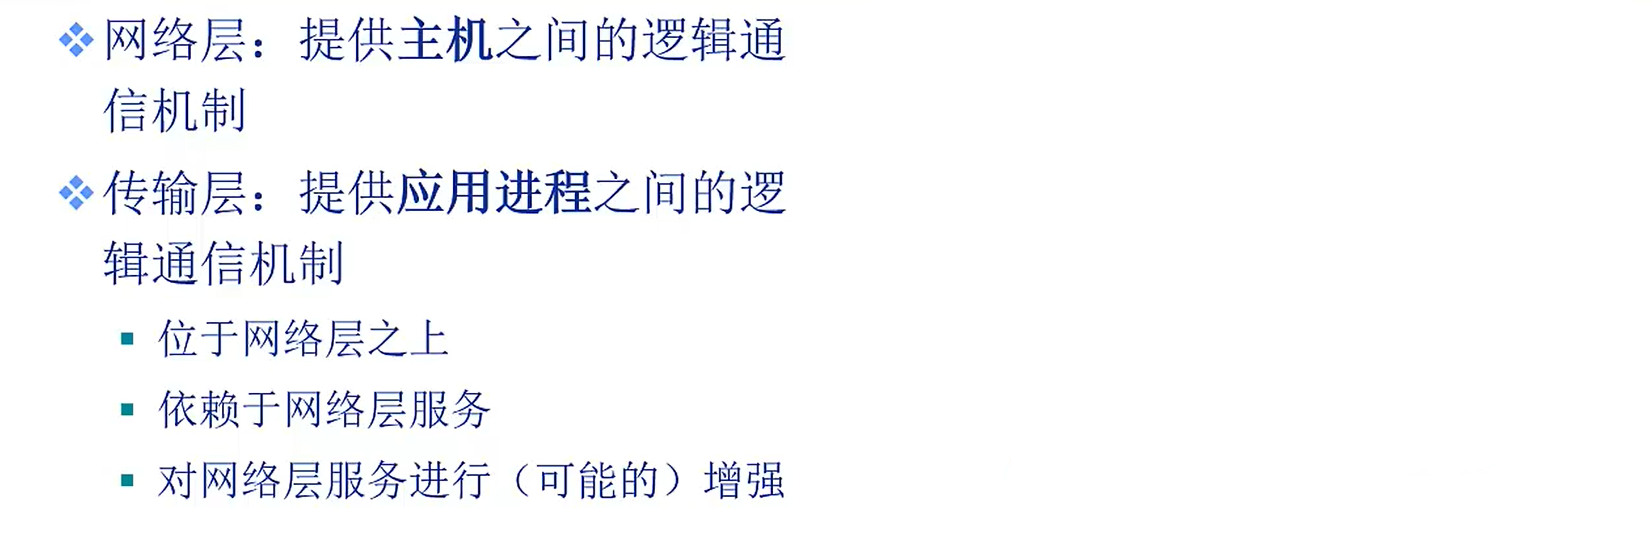 网络层：提供主机之间的逻辑通
信机制
传输层：提供应用进程之间的逻
辑通信机制
位于网络层之上
依赖于网络层服务
对网络层服务进行（可能的）增强